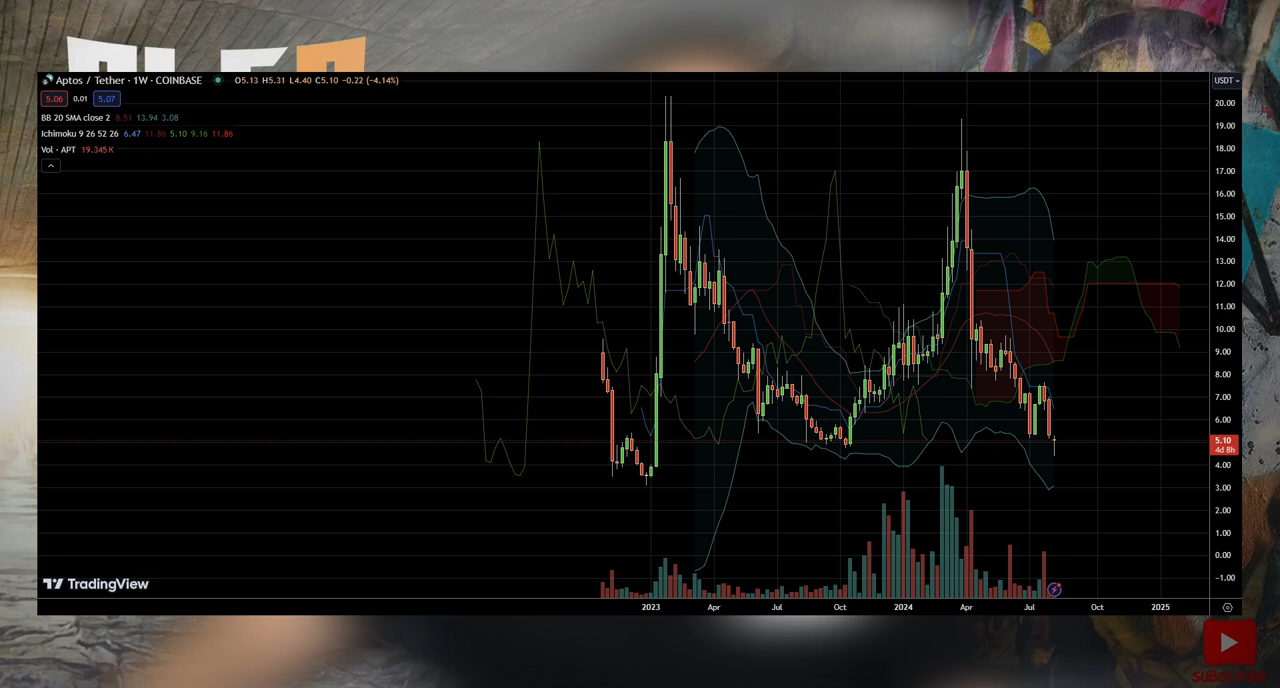 Aptos / Tether · 1W · COINBASE O5.13 H5.31 L4.40 C5.10 −0.22 (−4.14%)
USDT
5.06 0.01 5.07
BB 20 SMA close 2 8.51 13.94 3.08
Ichimoku 9 26 52 26 6.47 11.86 5.10 9.16 11.86
Vol · APT 19.345 K
20.00
19.00
18.00
17.00
16.00
15.00
14.00
13.00
12.00
11.00
10.00
9.00
8.00
7.00
6.00
5.10
4d 8h
4.00
3.00
2.00
1.00
0.00
−1.00
TradingView
2023 Apr Jul Oct 2024 Apr Jul Oct 2025
SUBSCRIBE